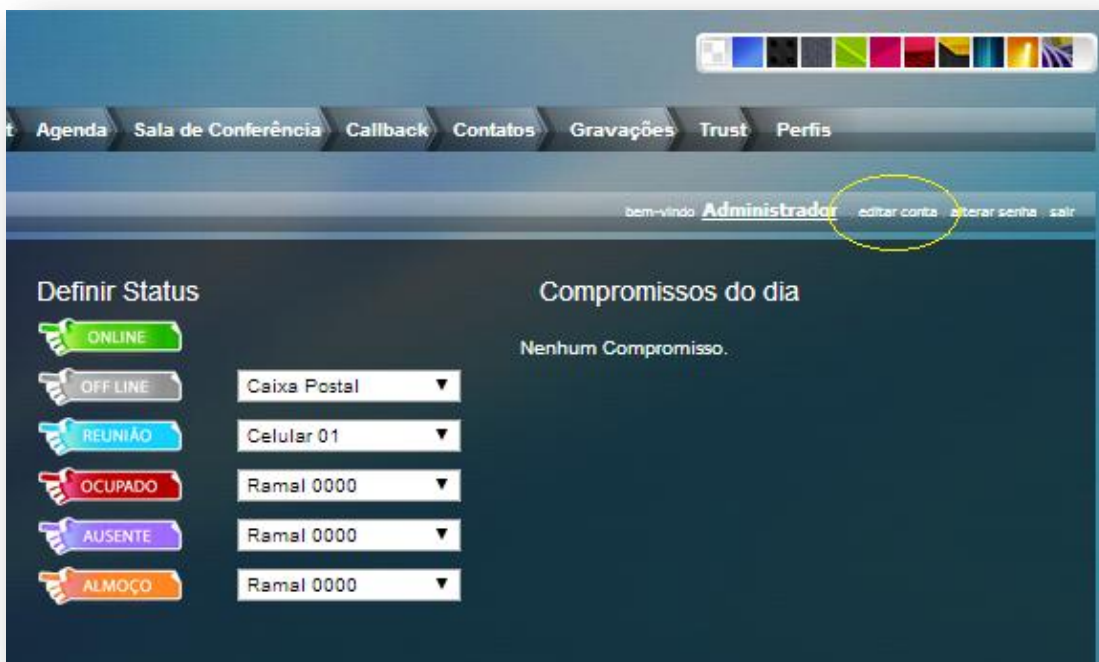 t Agenda Sala de Conferência Callback Contatos Gravações Trust Perfis
bem-vindo Administrador editar conta alterar senha sair
Definir Status
Compromissos do dia
ONLINE
Nenhum Compromisso.
OFF LINE Caixa Postal
REUNIÃO Celular 01
OCUPADO Ramal 0000
AUSENTE Ramal 0000
ALMOÇO Ramal 0000